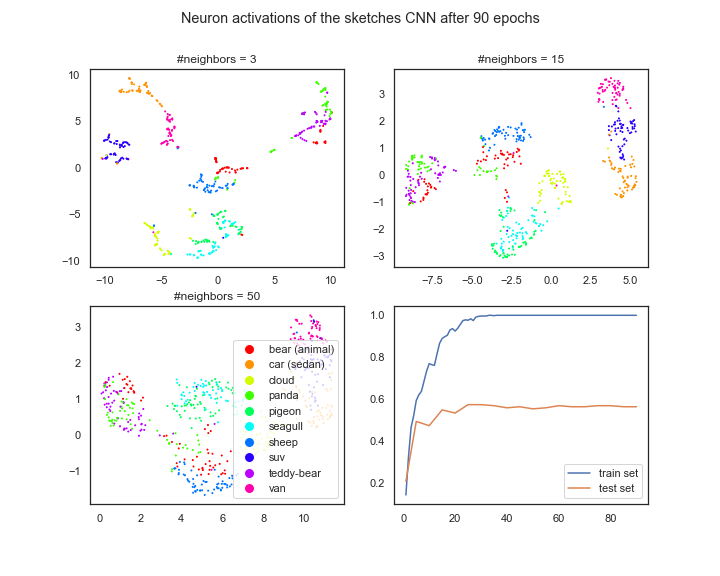 Neuron activations of the sketches CNN after 90 epochs
#neighbors = 3
#neighbors = 15
10
5
0
−5
−10
−10
−5
0
5
10
3
2
1
0
−1
−2
−3
−7.5
−5.0
−2.5
0.0
2.5
5.0
#neighbors = 50
3
2
1
0
−1
0
2
4
6
8
10
bear (animal)
car (sedan)
cloud
panda
pigeon
seagull
sheep
suv
teddy-bear
van
1.0
0.8
0.6
0.4
0.2
0
20
40
60
80
train set
test set